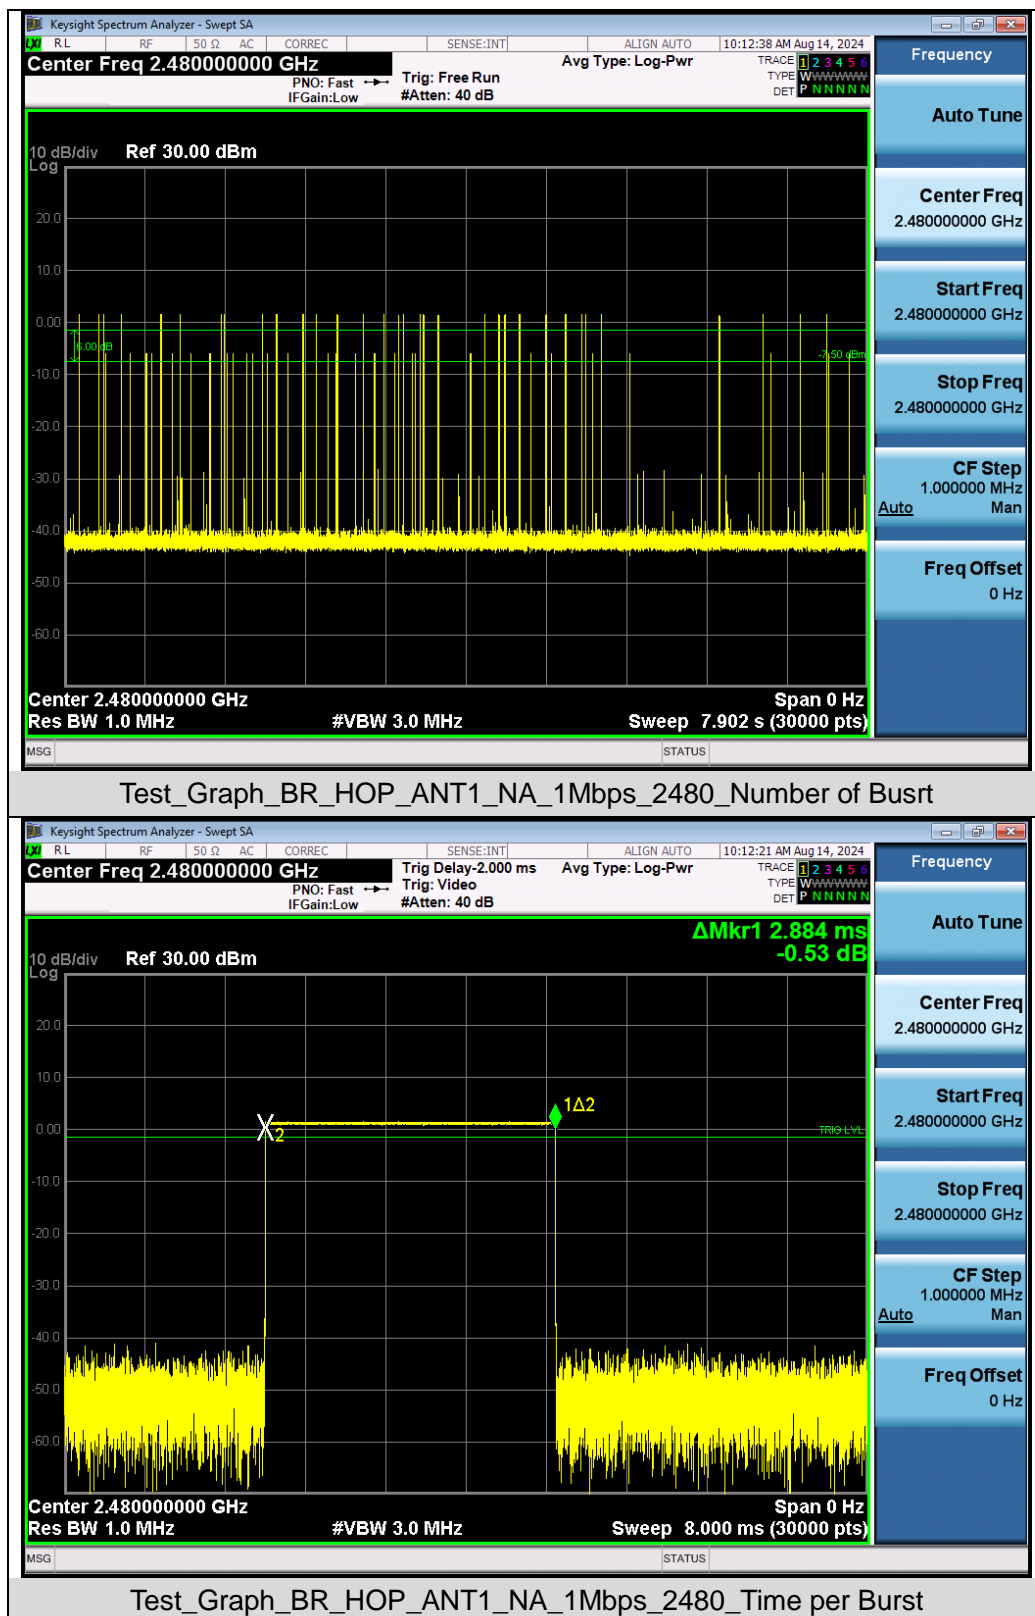 Keysight Spectrum Analyzer - Swept SA
LXI RL RF 50 Ω AC CORREC SENSE:INT ALIGN AUTO 10:12:38 AM Aug 14, 2024
Center Freq 2.480000000 GHz
PNO: Fast
IFGain:Low
Trig: Free Run
#Atten: 40 dB
Avg Type: Log-Pwr
TRACE 1 2 3 4 5 6
TYPE WWWWWW
DET P N N N N N
10 dB/div Ref 30.00 dBm
Log
20.0
10.0
0.00
6.00 dB
-7.50 dBm
-10.0
-20.0
-30.0
-40.0
-50.0
-60.0
Center 2.480000000 GHz Span 0 Hz
Res BW 1.0 MHz #VBW 3.0 MHz Sweep 7.902 s (30000 pts)
MSG STATUS
Frequency
Auto Tune
Center Freq
2.480000000 GHz
Start Freq
2.480000000 GHz
Stop Freq
2.480000000 GHz
CF Step
1.000000 MHz
Auto Man
Freq Offset
0 Hz
Test_Graph_BR_HOP_ANT1_NA_1Mbps_2480_Number of Busrt
Keysight Spectrum Analyzer - Swept SA
LXI RL RF 50 Ω AC CORREC SENSE:INT ALIGN AUTO 10:12:21 AM Aug 14, 2024
Center Freq 2.480000000 GHz
PNO: Fast
IFGain:Low
Trig Delay-2.000 ms
Trig: Video
#Atten: 40 dB
Avg Type: Log-Pwr
TRACE 1 2 3 4 5 6
TYPE WWWWWW
DET P N N N N N
ΔMkr1 2.884 ms
-0.53 dB
10 dB/div Ref 30.00 dBm
Log
20.0
10.0
1Δ2
X2
0.00
TRIG LVL
-10.0
-20.0
-30.0
-40.0
-50.0
-60.0
Center 2.480000000 GHz Span 0 Hz
Res BW 1.0 MHz #VBW 3.0 MHz Sweep 8.000 ms (30000 pts)
MSG STATUS
Frequency
Auto Tune
Center Freq
2.480000000 GHz
Start Freq
2.480000000 GHz
Stop Freq
2.480000000 GHz
CF Step
1.000000 MHz
Auto Man
Freq Offset
0 Hz
Test_Graph_BR_HOP_ANT1_NA_1Mbps_2480_Time per Burst